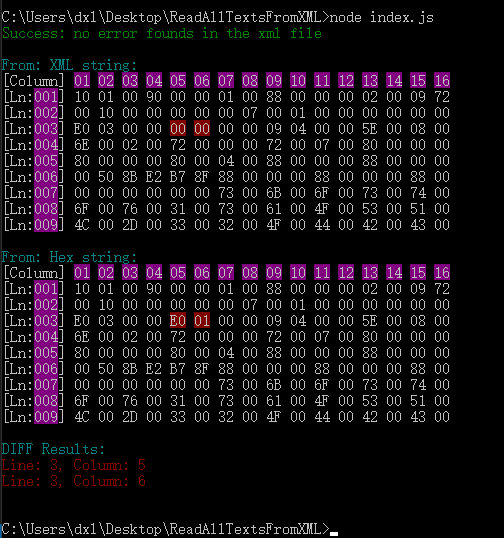 C:\Users\dx1\Desktop\ReadAllTextsFromXML>node index.js
Success: no error founds in the xml file
From: XML string:
[Column] 01 02 03 04 05 06 07 08 09 10 11 12 13 14 15 16
[Ln:001] 10 01 00 90 00 00 01 00 88 00 00 00 02 00 09 72
[Ln:002] 00 10 00 00 00 00 00 07 00 01 00 00 00 00 00 00
[Ln:003] E0 03 00 00 00 00 00 00 09 04 00 00 5E 00 08 00
[Ln:004] 6E 00 02 00 72 00 00 00 72 00 07 00 80 00 00 00
[Ln:005] 80 00 00 00 80 00 04 00 88 00 00 00 88 00 00 00
[Ln:006] 00 50 8B E2 B7 8F 88 00 00 00 88 00 00 00 88 00
[Ln:007] 00 00 00 00 00 00 73 00 6B 00 6F 00 73 00 74 00
[Ln:008] 6F 00 76 00 31 00 73 00 61 00 4F 00 53 00 51 00
[Ln:009] 4C 00 2D 00 33 00 32 00 4F 00 44 00 42 00 43 00
From: Hex string:
[Column] 01 02 03 04 05 06 07 08 09 10 11 12 13 14 15 16
[Ln:001] 10 01 00 90 00 00 01 00 88 00 00 00 02 00 09 72
[Ln:002] 00 10 00 00 00 00 00 07 00 01 00 00 00 00 00 00
[Ln:003] E0 03 00 00 E0 01 00 00 09 04 00 00 5E 00 08 00
[Ln:004] 6E 00 02 00 72 00 00 00 72 00 07 00 80 00 00 00
[Ln:005] 80 00 00 00 80 00 04 00 88 00 00 00 88 00 00 00
[Ln:006] 00 50 8B E2 B7 8F 88 00 00 00 88 00 00 00 88 00
[Ln:007] 00 00 00 00 00 00 73 00 6B 00 6F 00 73 00 74 00
[Ln:008] 6F 00 76 00 31 00 73 00 61 00 4F 00 53 00 51 00
[Ln:009] 4C 00 2D 00 33 00 32 00 4F 00 44 00 42 00 43 00
DIFF Results:
Line: 3, Column: 5
Line: 3, Column: 6
C:\Users\dx1\Desktop\ReadAllTextsFromXML>